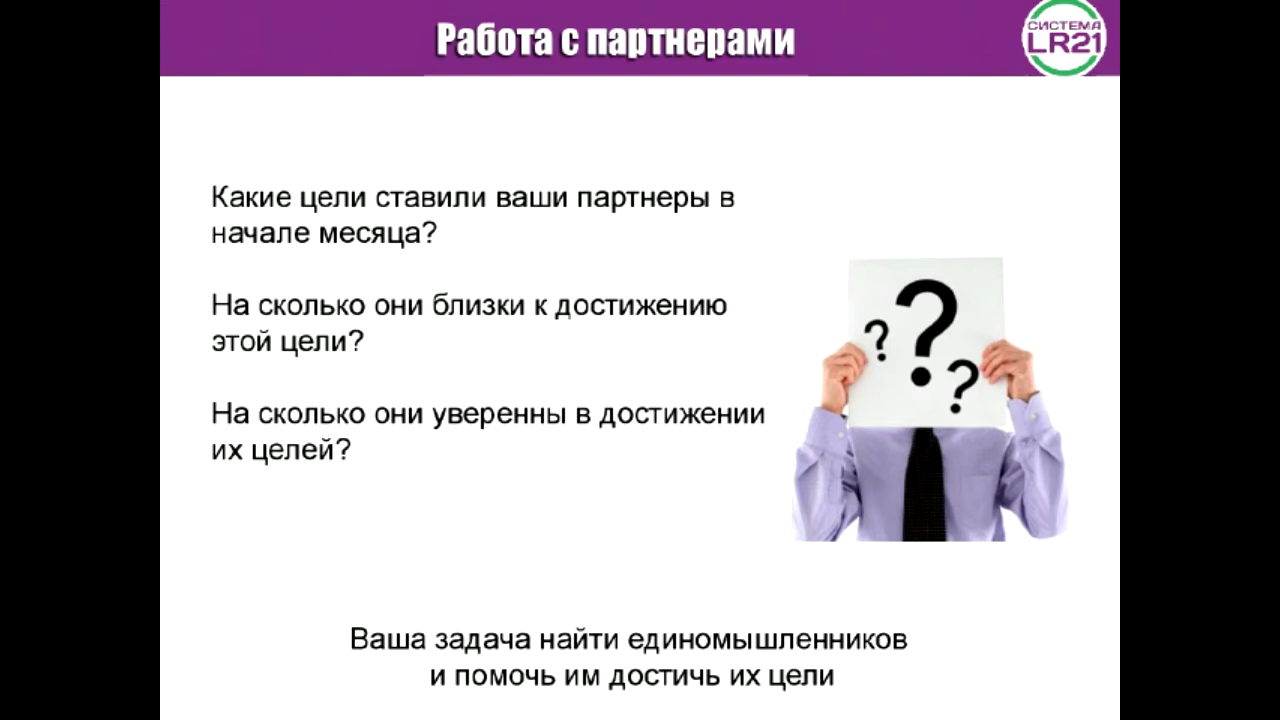 Работа с партнерами
СИСТЕМА
LR21
Какие цели ставили ваши партнеры в
начале месяца?
На сколько они близки к достижению
этой цели?
На сколько они уверенны в достижении
их целей?
? ? ?
Ваша задача найти единомышленников
и помочь им достичь их цели